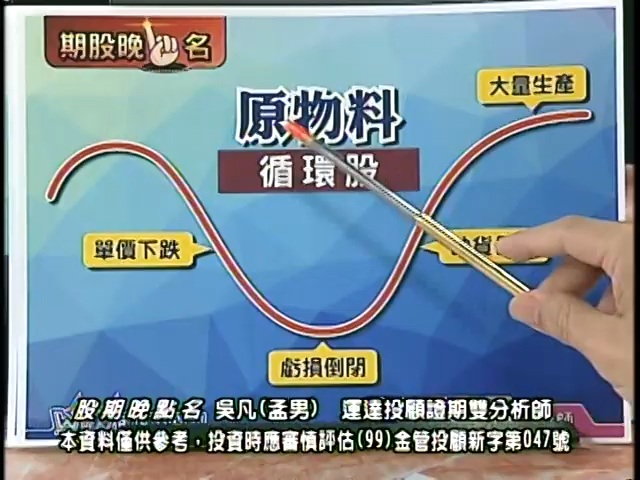 期股晚 名
原物料
循環股
大量生產
單價下跌
缺貨
虧損倒閉
股期晚點名 吳凡(孟男) 運達投顧證期雙分析師
本資料僅供參考，投資時應審慎評估(99)金管投顧新字第047號